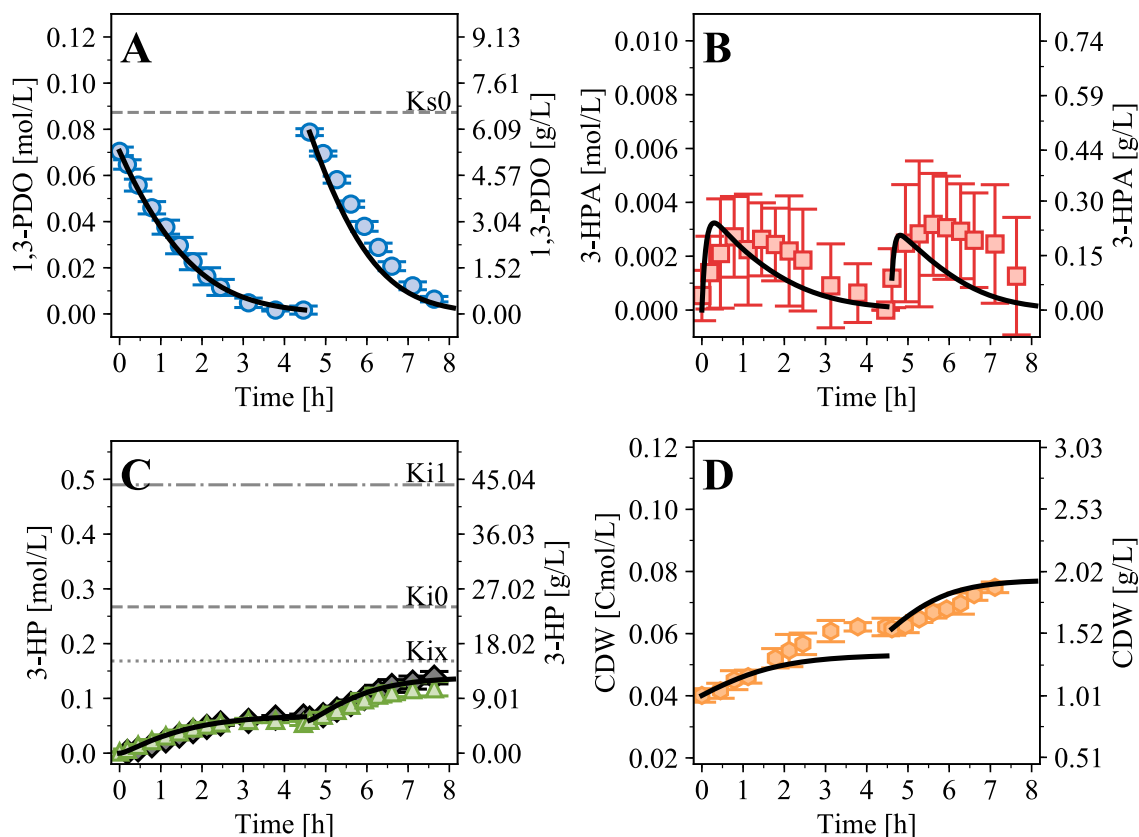 A
1,3-PDO [mol/L]
0.12
0.10
0.08
0.06
0.04
0.02
0.00
Ks0
9.13
7.61
6.09
4.57
3.04
1.52
0.00
1,3-PDO [g/L]
0 1 2 3 4 5 6 7 8
Time [h]
B
3-HPA [mol/L]
0.010
0.008
0.006
0.004
0.002
0.000
0.74
0.59
0.44
0.30
0.15
0.00
3-HPA [g/L]
0 1 2 3 4 5 6 7 8
Time [h]
C
3-HP [mol/L]
0.5
0.4
0.3
0.2
0.1
0.0
Ki1
Ki0
Kix
45.04
36.03
27.02
18.02
9.01
0.00
3-HP [g/L]
0 1 2 3 4 5 6 7 8
Time [h]
D
CDW [Cmol/L]
0.12
0.10
0.08
0.06
0.04
0.02
3.03
2.53
2.02
1.52
1.01
0.51
CDW [g/L]
0 1 2 3 4 5 6 7 8
Time [h]